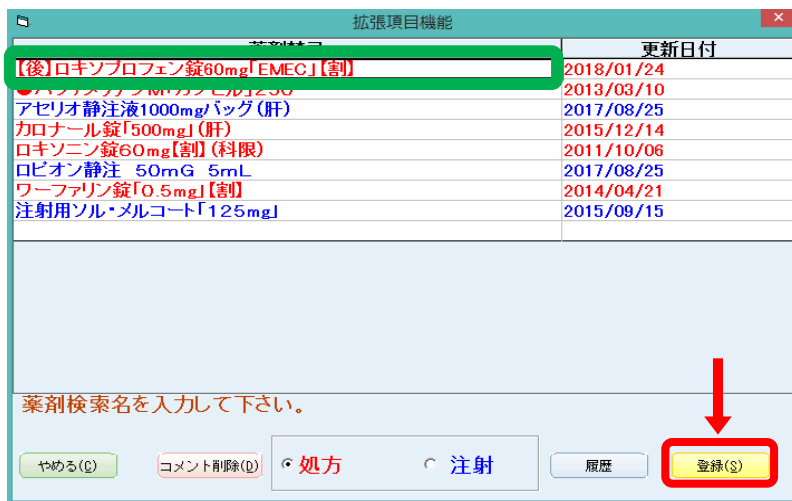 拡張項目機能
更新日付
【後】ロキソプロフェン錠60mg「EMEC」【割】 2018/01/24
2013/03/10
アセリオ静注液1000mgバッグ(肝) 2017/08/25
カロナール錠「500mg」(肝) 2015/12/14
ロキソニン錠60mg【割】(科限) 2011/10/06
ロピオン静注 50mG 5mL 2017/08/25
ワーファリン錠「0.5mg」【割】 2014/04/21
注射用ソル・メルコート「125mg」 2015/09/15
薬剤検索名を入力して下さい。
やめる(C) コメント削除(D) 処方 注射 履歴 登録(S)